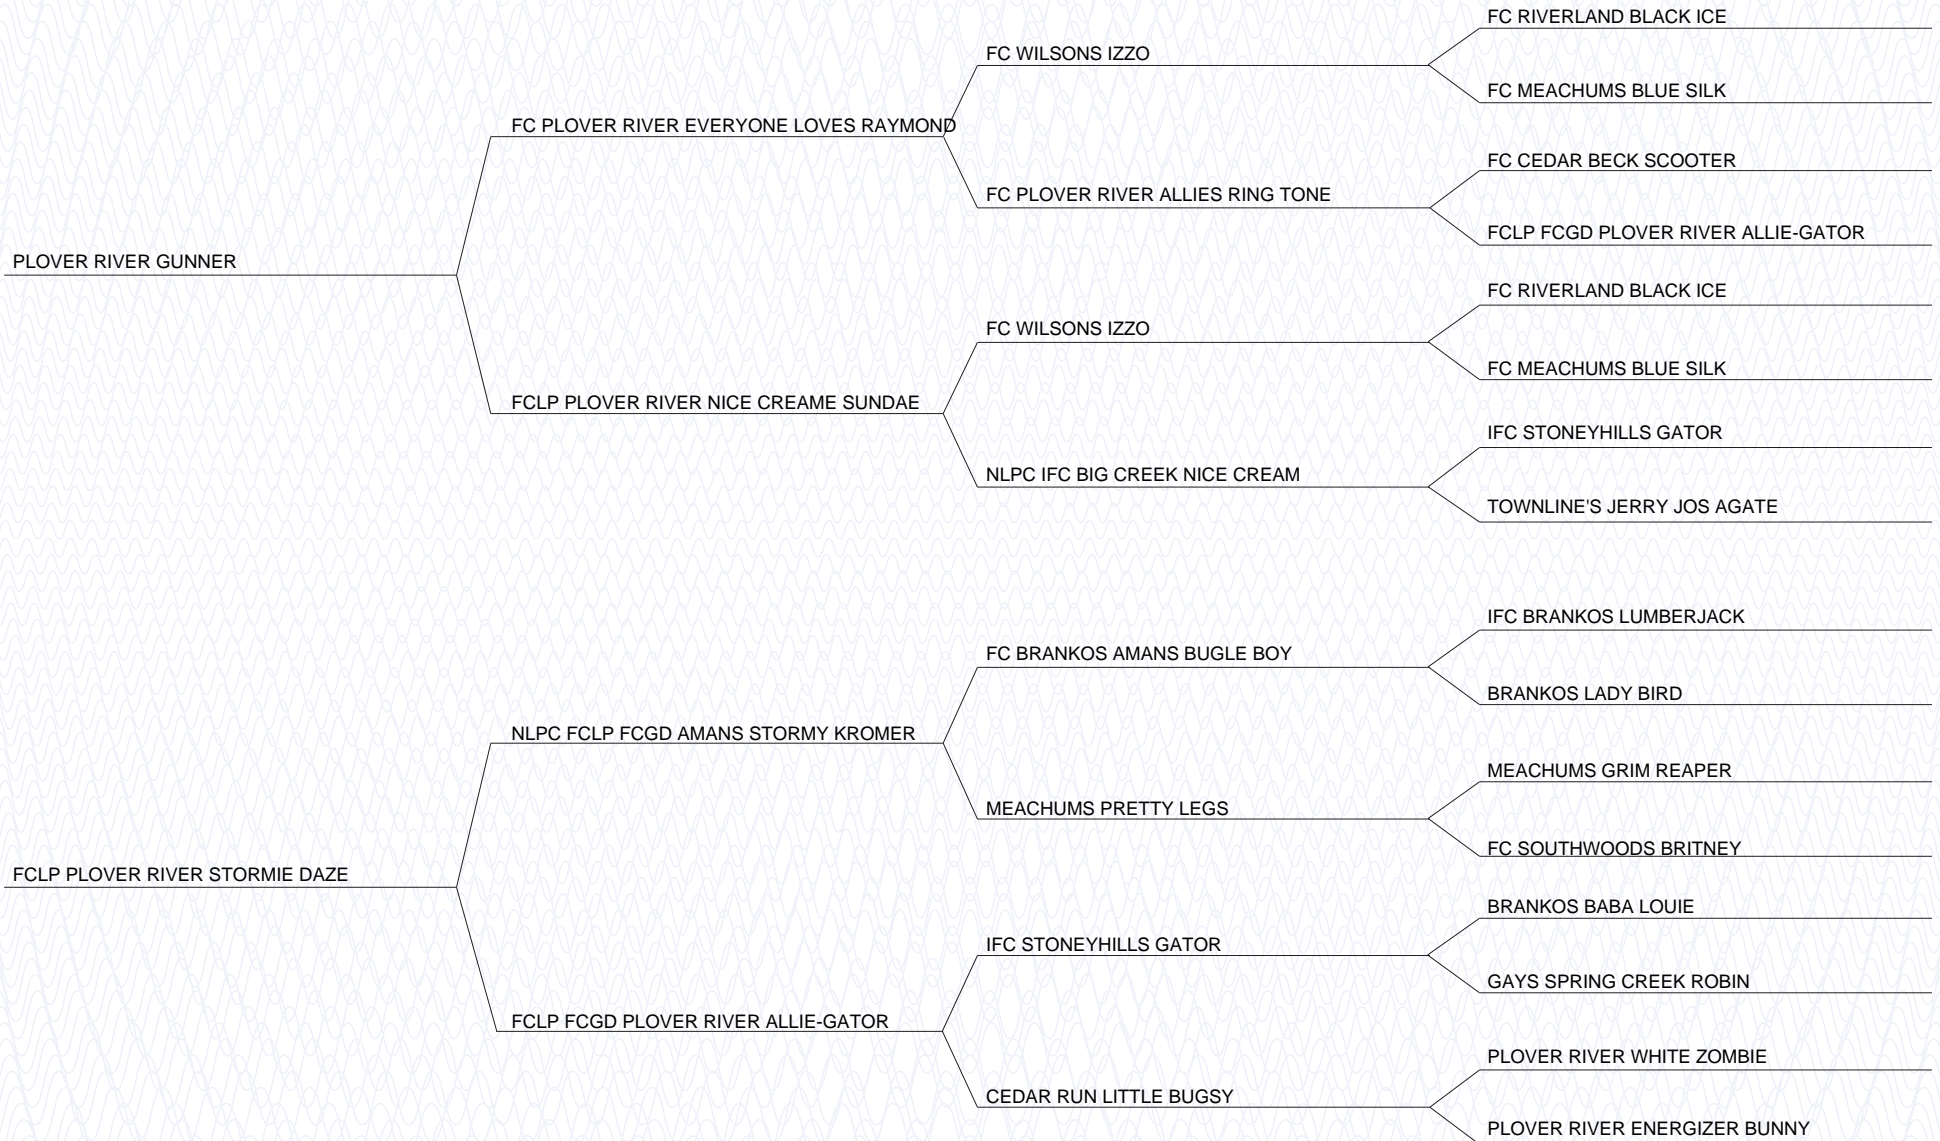 FC RIVERLAND BLACK ICE
FC WILSONS IZZO
FC MEACHUMS BLUE SILK
FC PLOVER RIVER EVERYONE LOVES RAYMOND
FC CEDAR BECK SCOOTER
FC PLOVER RIVER ALLIES RING TONE
FCLP FCGD PLOVER RIVER ALLIE-GATOR
PLOVER RIVER GUNNER
FC RIVERLAND BLACK ICE
FC WILSONS IZZO
FC MEACHUMS BLUE SILK
FCLP PLOVER RIVER NICE CREAME SUNDAE
IFC STONEYHILLS GATOR
NLPC IFC BIG CREEK NICE CREAM
TOWNLINE'S JERRY JOS AGATE
IFC BRANKOS LUMBERJACK
FC BRANKOS AMANS BUGLE BOY
BRANKOS LADY BIRD
NLPC FCLP FCGD AMANS STORMY KROMER
MEACHUMS GRIM REAPER
MEACHUMS PRETTY LEGS
FC SOUTHWOODS BRITNEY
FCLP PLOVER RIVER STORMIE DAZE
BRANKOS BABA LOUIE
IFC STONEYHILLS GATOR
GAYS SPRING CREEK ROBIN
FCLP FCGD PLOVER RIVER ALLIE-GATOR
PLOVER RIVER WHITE ZOMBIE
CEDAR RUN LITTLE BUGSY
PLOVER RIVER ENERGIZER BUNNY